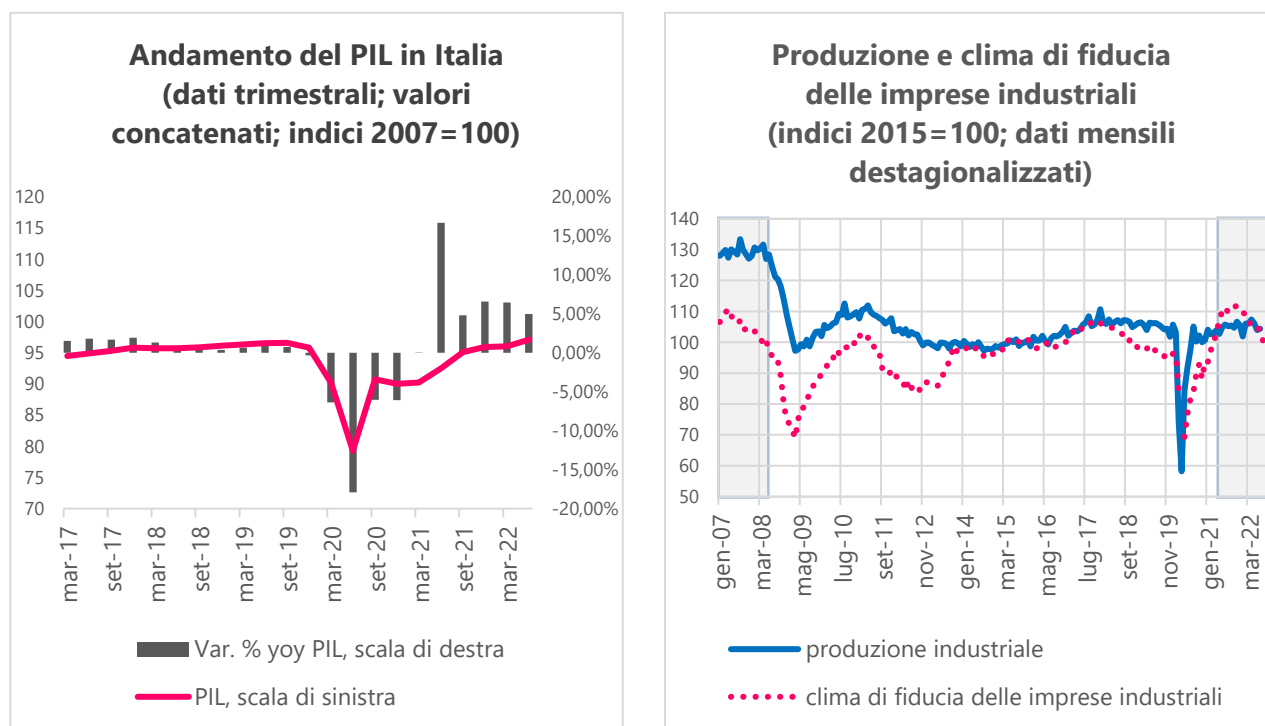 Andamento del PIL in Italia
(dati trimestrali; valori
concatenati; indici 2007=100)
120
115
110
105
100
95
90
85
80
75
70
20,00%
15,00%
10,00%
5,00%
0,00%
-5,00%
-10,00%
-15,00%
-20,00%
mar-17
set-17
mar-18
set-18
mar-19
set-19
mar-20
set-20
mar-21
set-21
mar-22
Var. % yoy PIL, scala di destra
PIL, scala di sinistra
Produzione e clima di fiducia
delle imprese industriali
(indici 2015=100; dati mensili
destagionalizzati)
140
130
120
110
100
90
80
70
60
50
gen-07
mar-08
mag-09
lug-10
set-11
nov-12
gen-14
mar-15
mag-16
lug-17
set-18
nov-19
gen-21
mar-22
produzione industriale
clima di fiducia delle imprese industriali